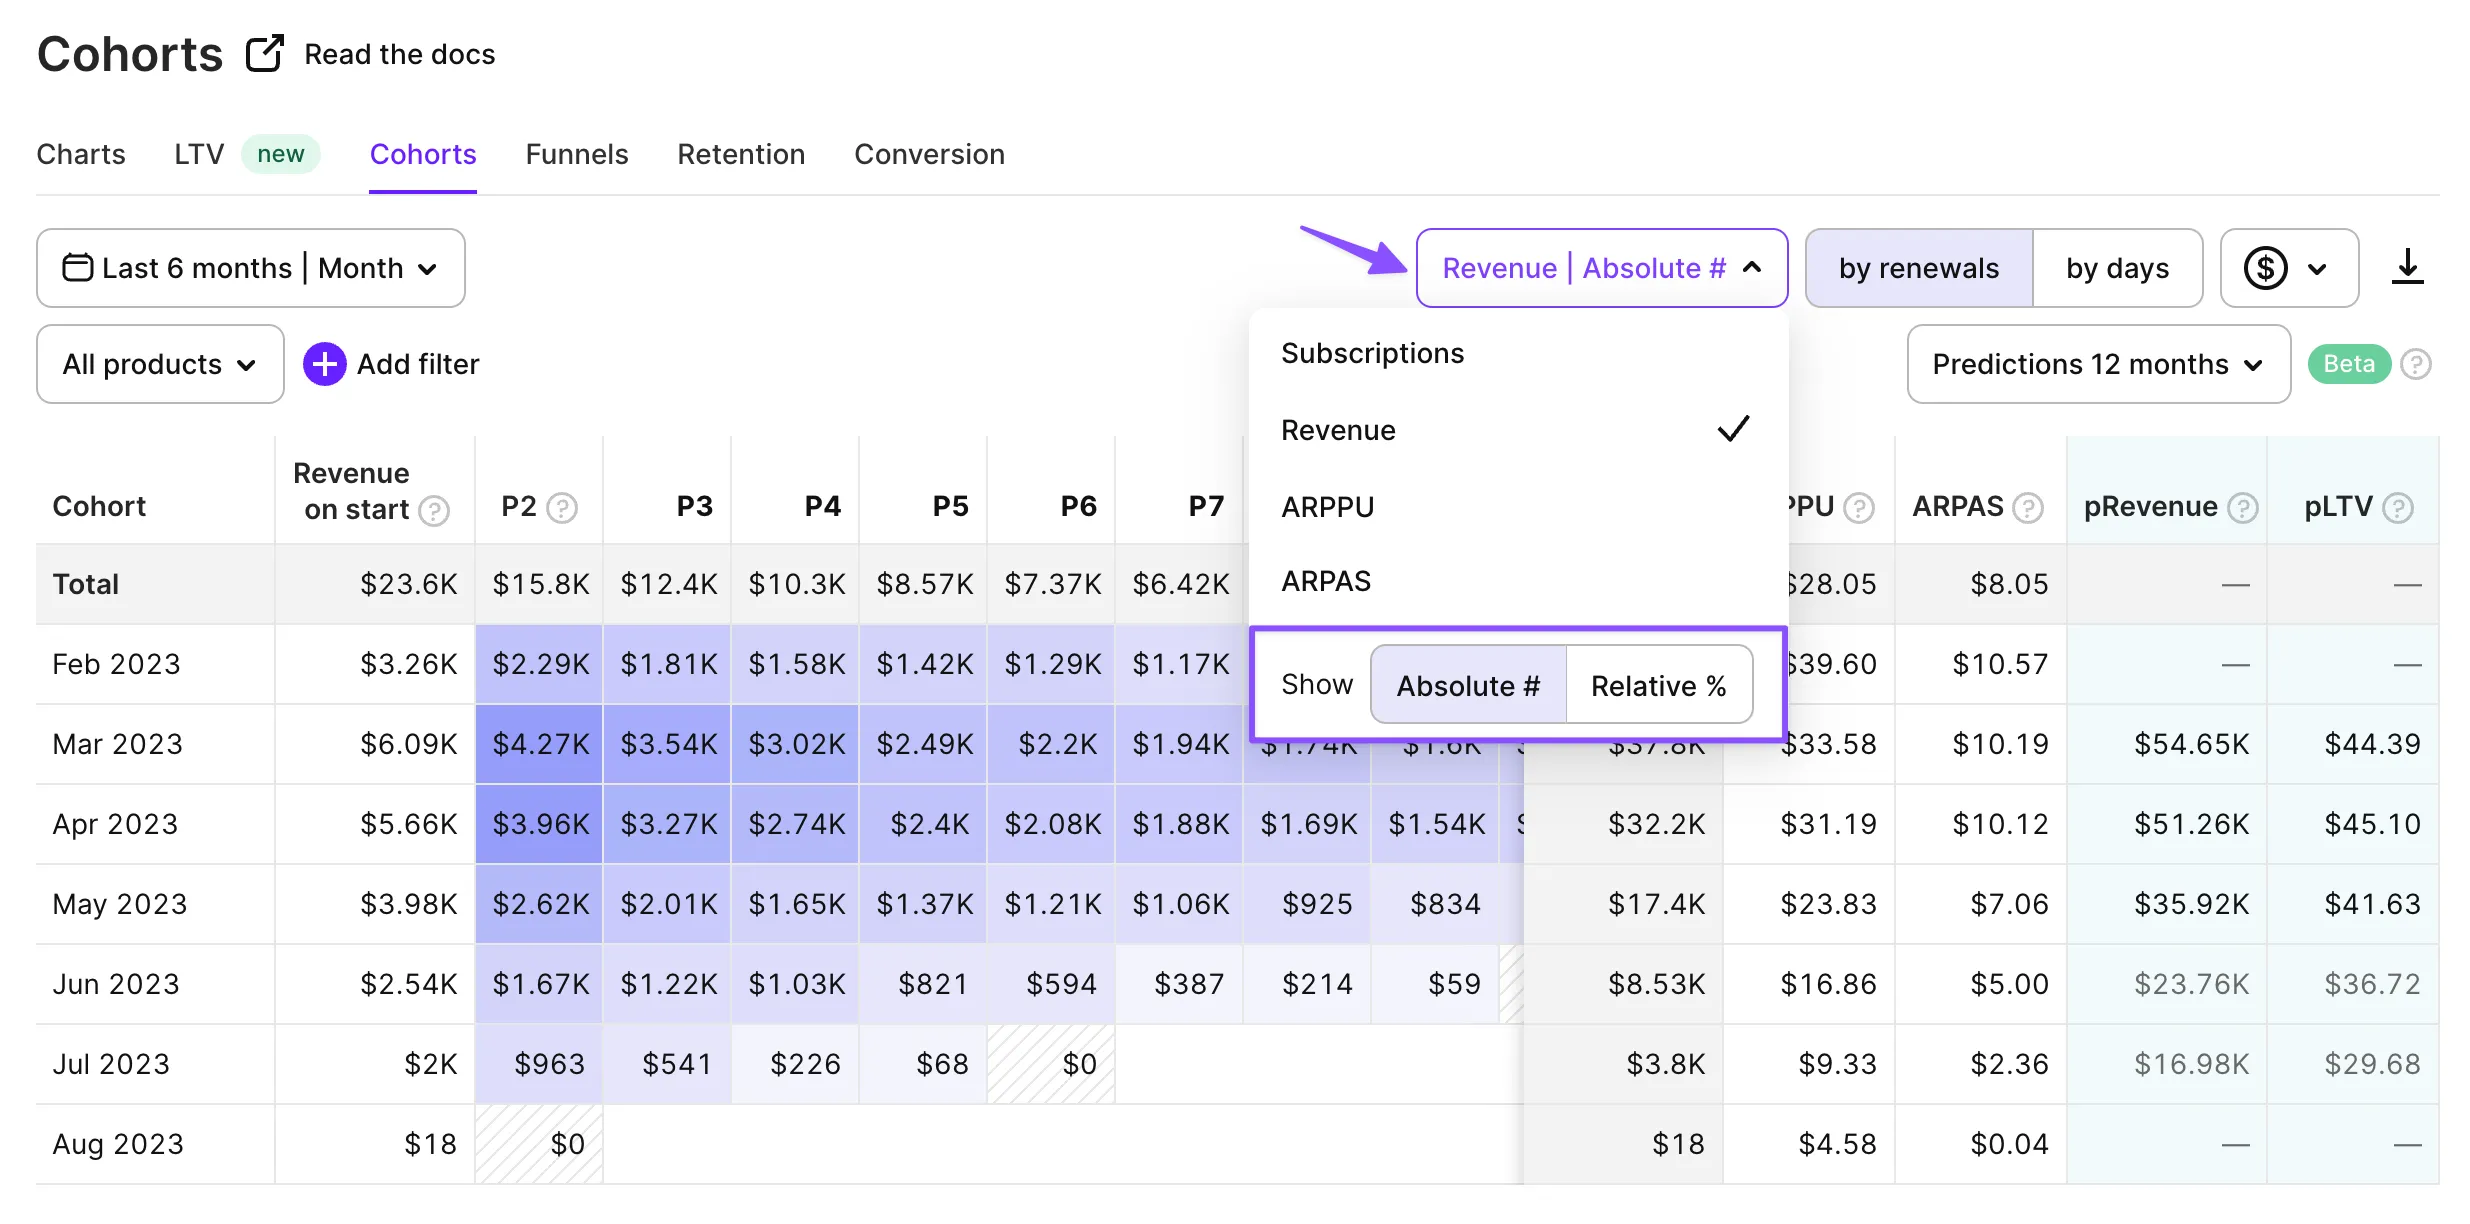 Cohorts Read the docs
Charts LTV new Cohorts Funnels Retention Conversion
Last 6 months | Month Revenue | Absolute # by renewals by days $
All products Add filter Predictions 12 months Beta ?
Subscriptions
Revenue
ARPPU
ARPAS
Show Absolute # Relative %
Cohort Revenue on start ? P2 ? P3 P4 P5 P6 P7 PPU ? ARPAS ? pRevenue ? pLTV ?
Total $23.6K $15.8K $12.4K $10.3K $8.57K $7.37K $6.42K $28.05 $8.05 — —
Feb 2023 $3.26K $2.29K $1.81K $1.58K $1.42K $1.29K $1.17K $39.60 $10.57 — —
Mar 2023 $6.09K $4.27K $3.54K $3.02K $2.49K $2.2K $1.94K $1.74K $1.6K $37.8K $33.58 $10.19 $54.65K $44.39
Apr 2023 $5.66K $3.96K $3.27K $2.74K $2.4K $2.08K $1.88K $1.69K $1.54K $32.2K $31.19 $10.12 $51.26K $45.10
May 2023 $3.98K $2.62K $2.01K $1.65K $1.37K $1.21K $1.06K $925 $834 $17.4K $23.83 $7.06 $35.92K $41.63
Jun 2023 $2.54K $1.67K $1.22K $1.03K $821 $594 $387 $214 $59 $8.53K $16.86 $5.00 $23.76K $36.72
Jul 2023 $2K $963 $541 $226 $68 $0 $3.8K $9.33 $2.36 $16.98K $29.68
Aug 2023 $18 $0 $18 $4.58 $0.04 — —